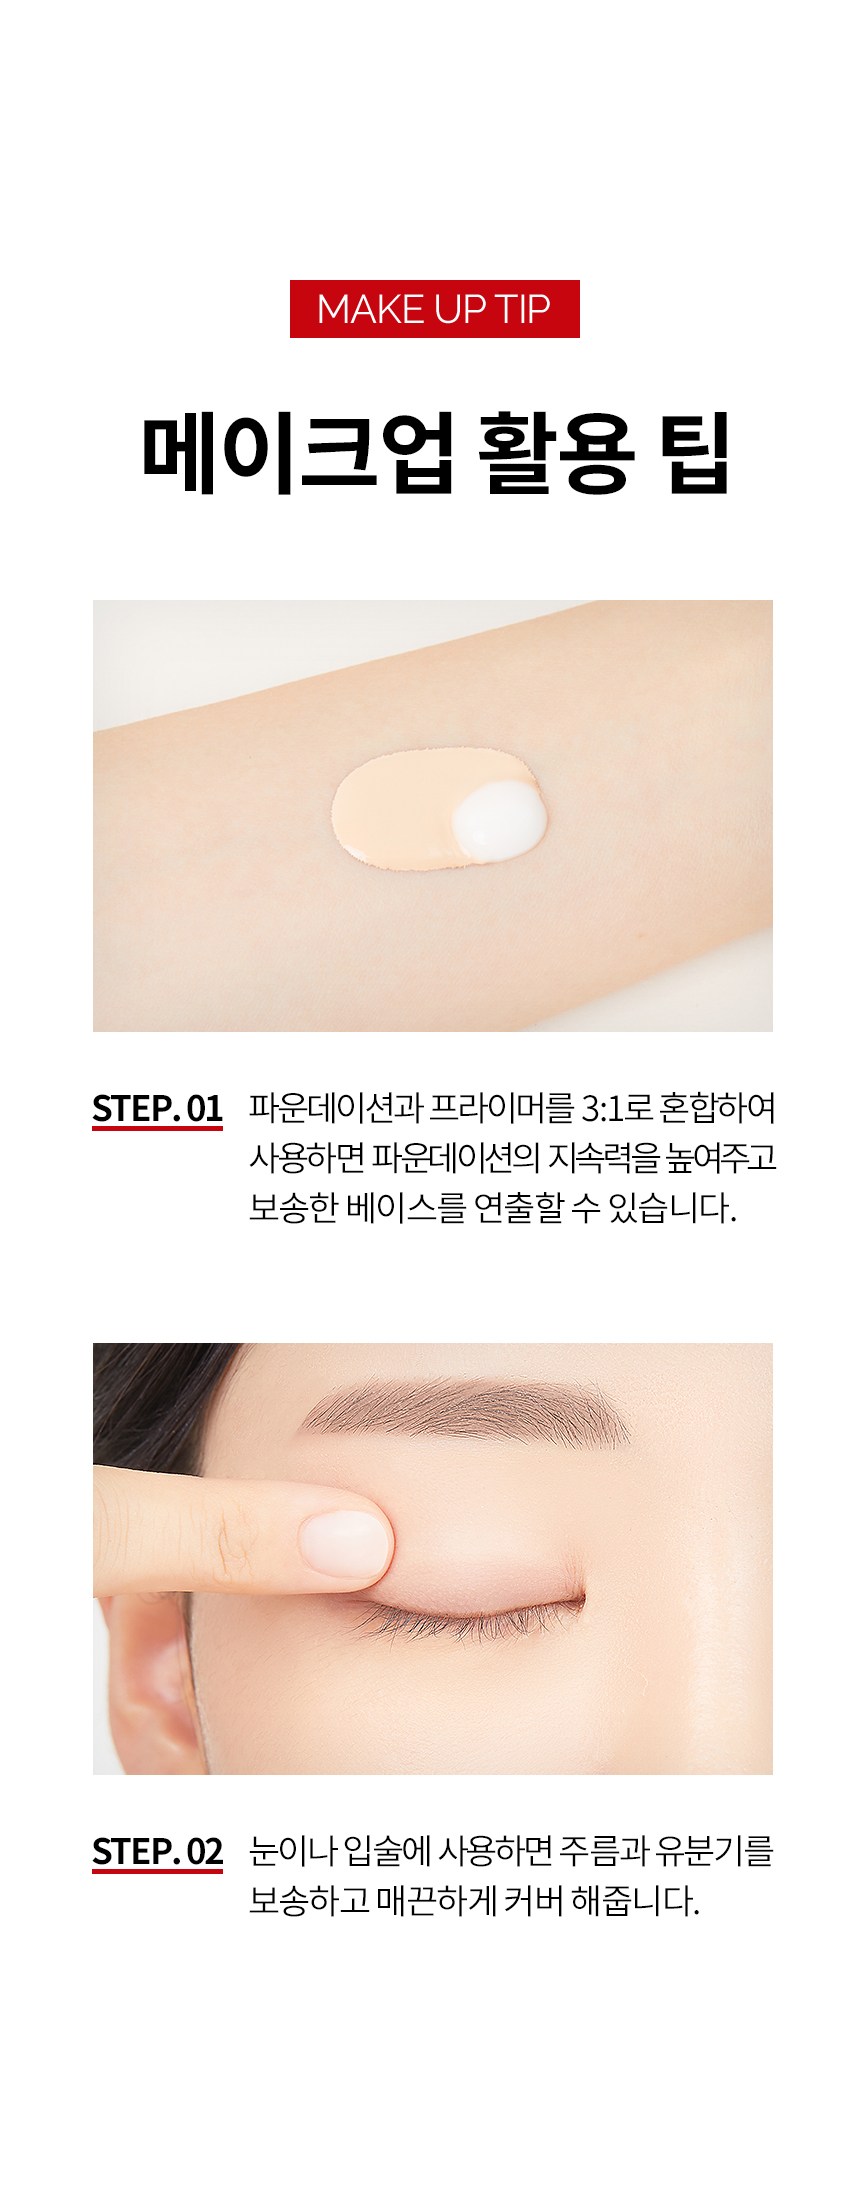 MAKE UP TIP
메이크업 활용 팁
STEP. 01
파운데이션과 프라이머를 3:1로 혼합하여
사용하면 파운데이션의 지속력을 높여주고
보송한 베이스를 연출할 수 있습니다.
STEP. 02
눈이나 입술에 사용하면 주름과 유분기를
보송하고 매끈하게 커버 해줍니다.